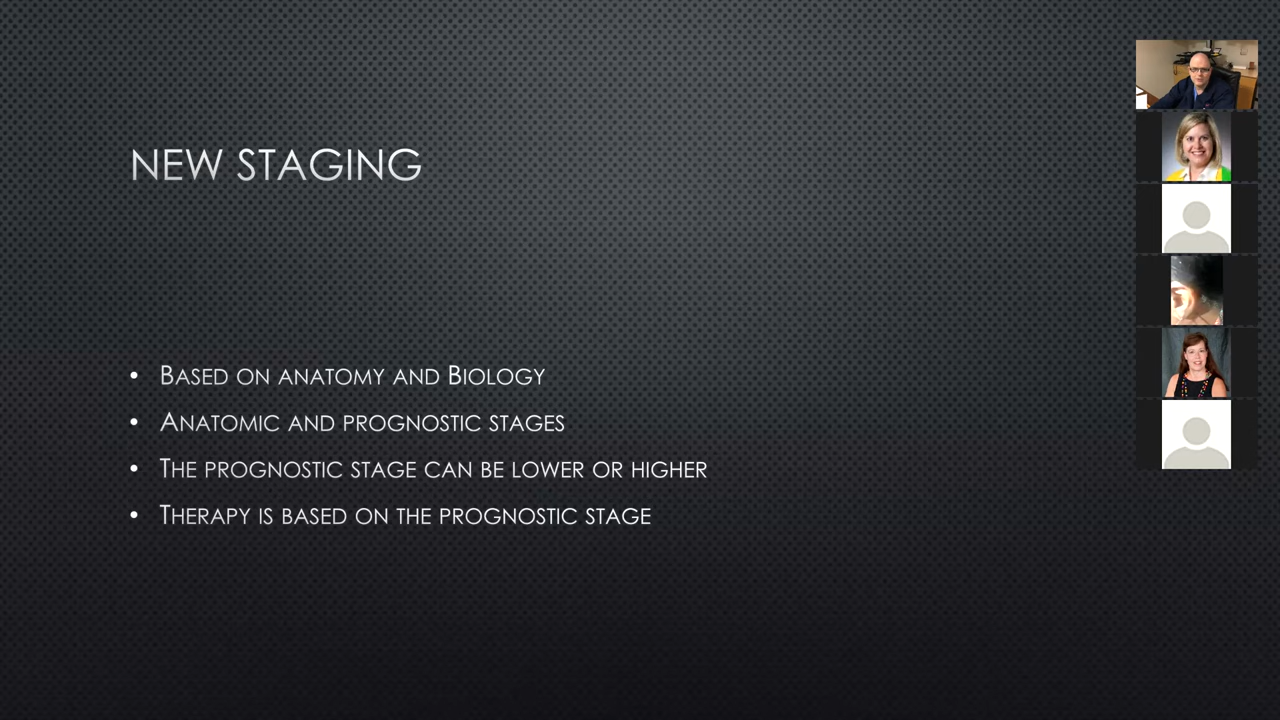 NEW STAGING
• BASED ON ANATOMY AND BIOLOGY
• ANATOMIC AND PROGNOSTIC STAGES
• THE PROGNOSTIC STAGE CAN BE LOWER OR HIGHER
• THERAPY IS BASED ON THE PROGNOSTIC STAGE